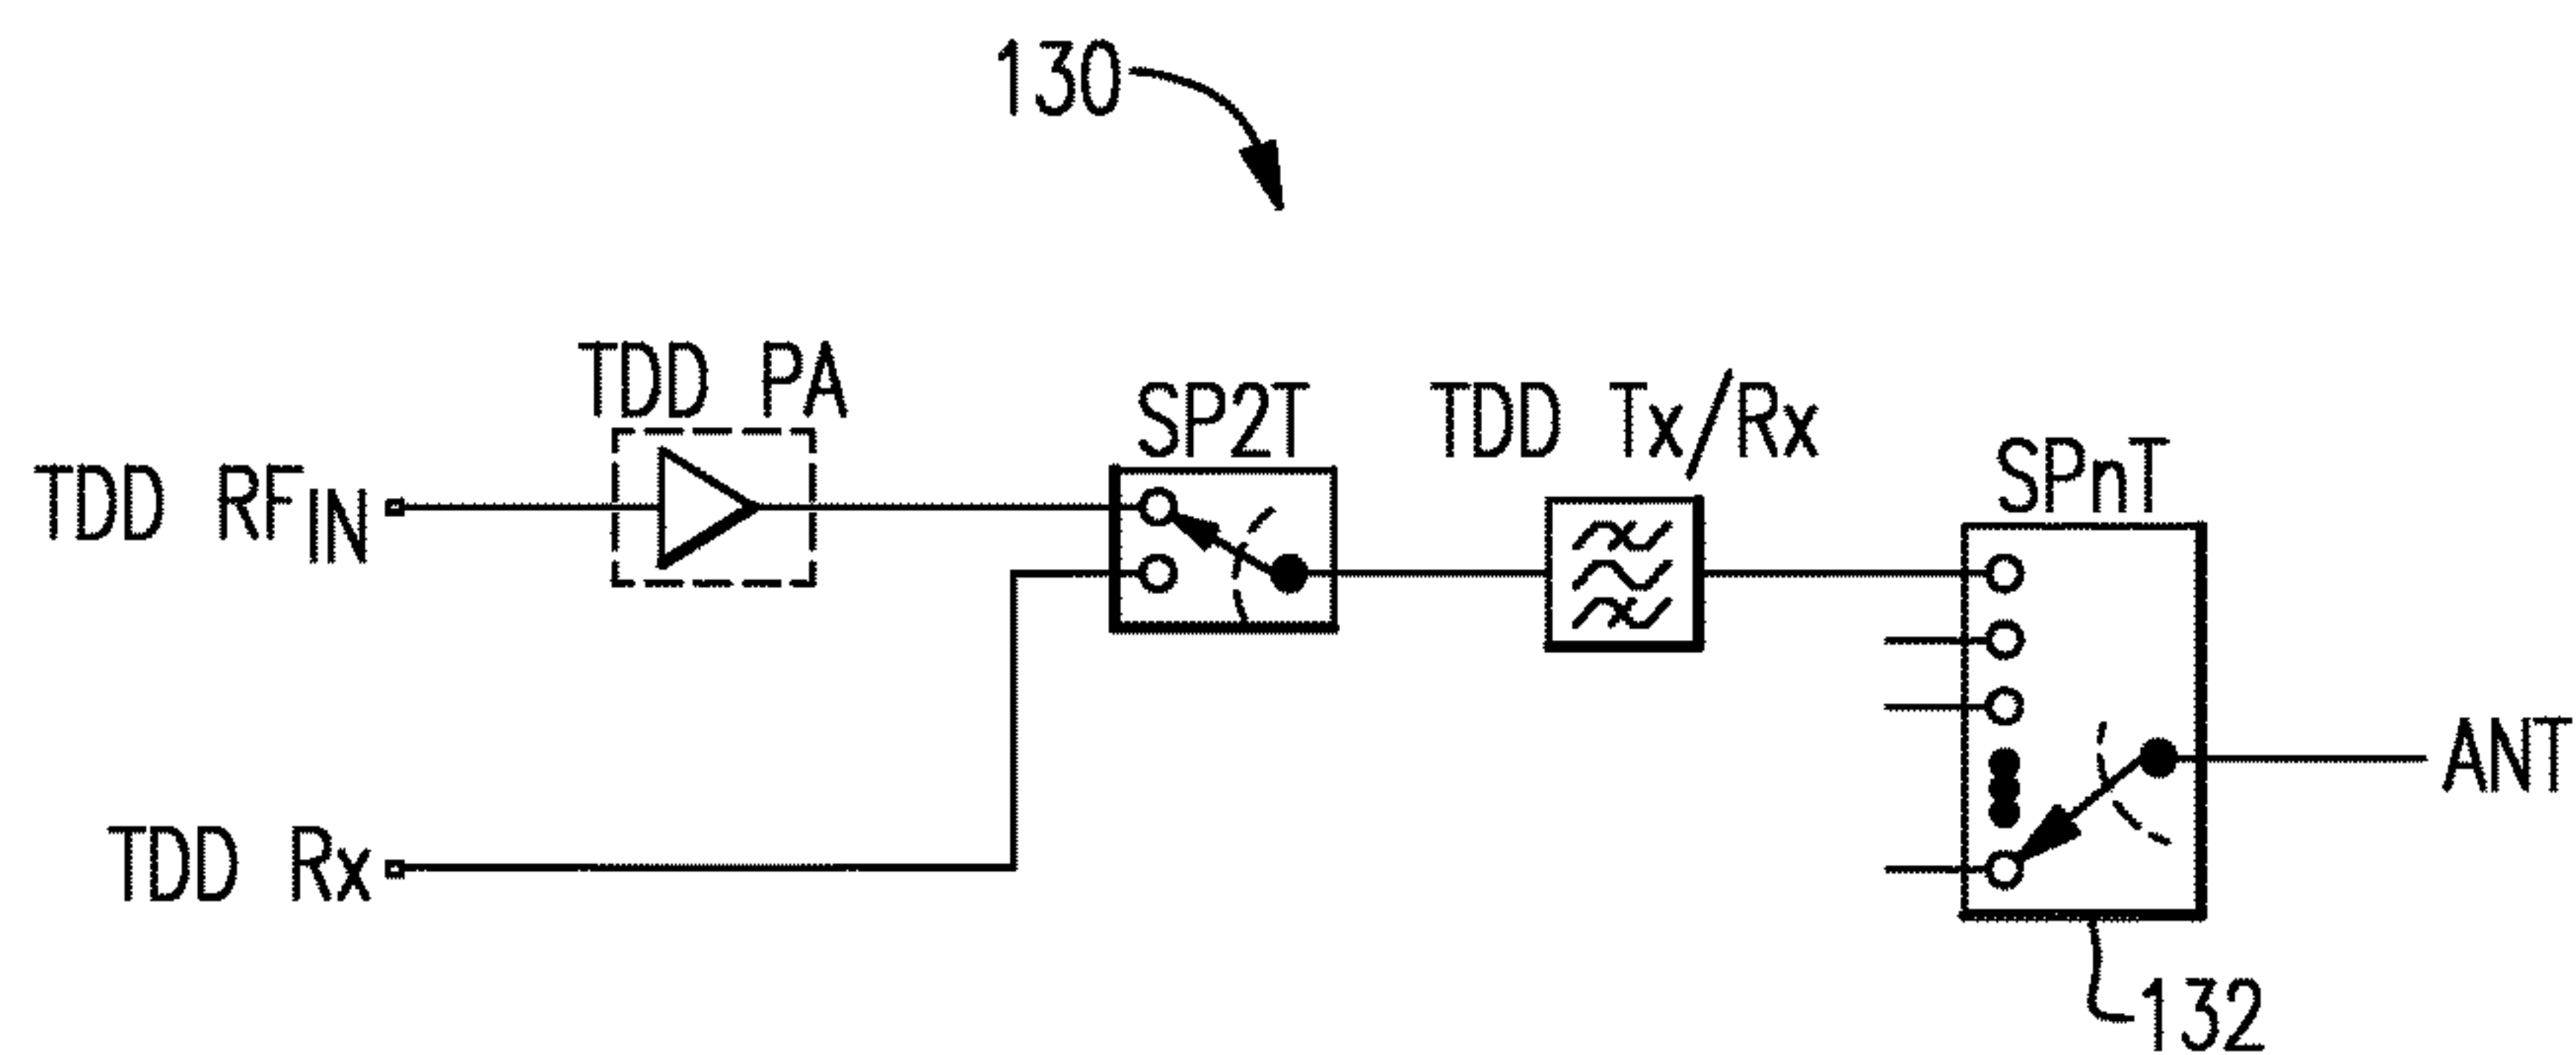 130
TDD PA
SP2T
TDD Tx/Rx
SPnT
TDD RFIN
ANT
TDD Rx
132